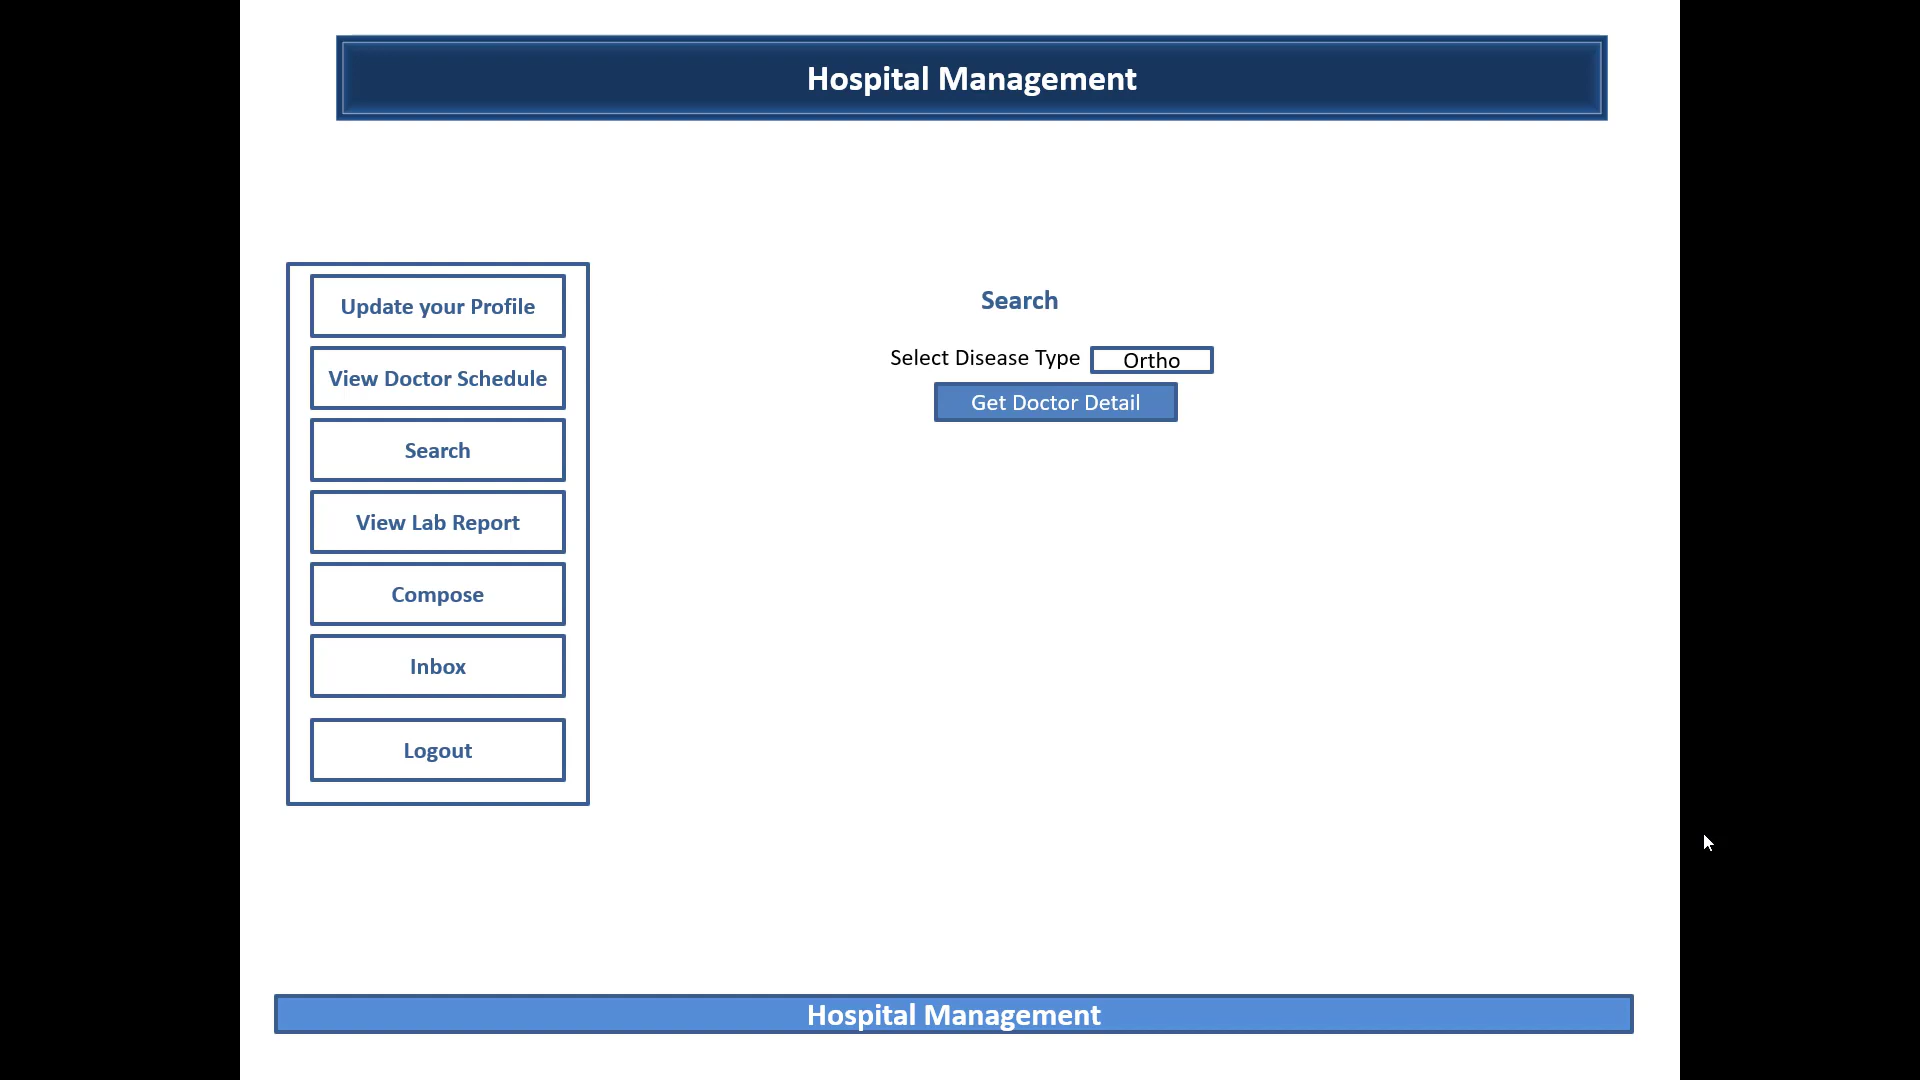 Hospital Management
Update your Profile
View Doctor Schedule
Search
View Lab Report
Compose
Inbox
Logout
Search
Select Disease Type Ortho
Get Doctor Detail
Hospital Management